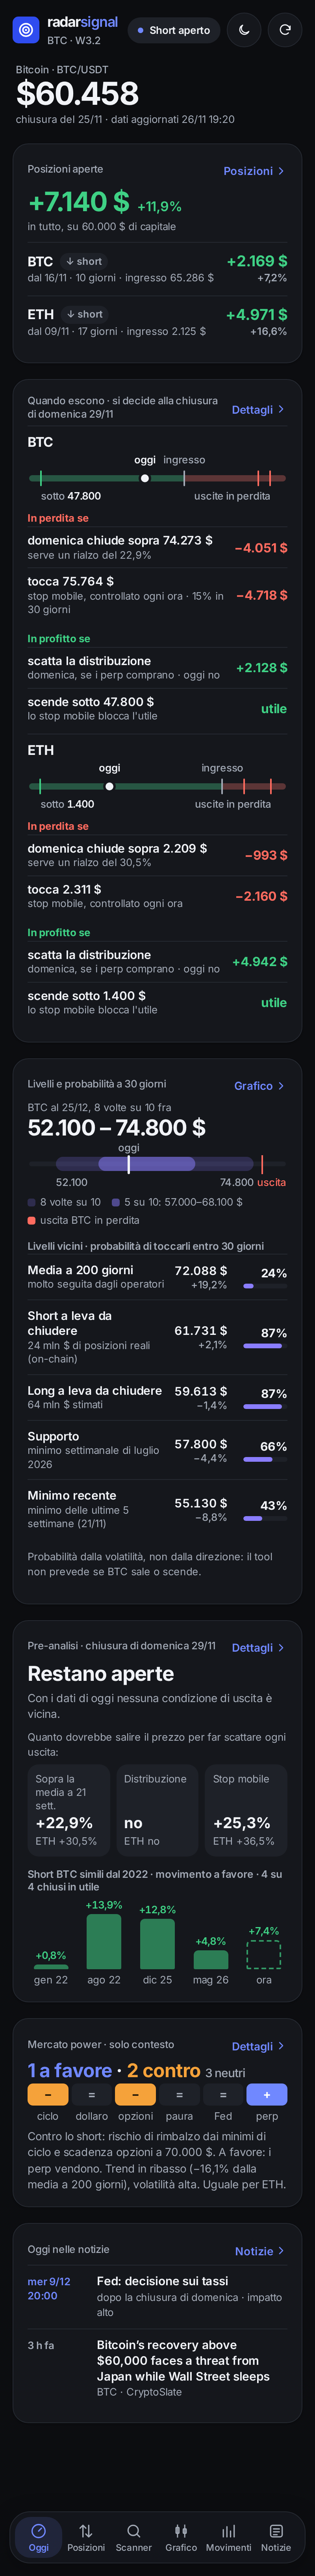 radarsignal
BTC · W3.2
Short aperto
Bitcoin · BTC/USDT
$60.458
chiusura del 25/11 · dati aggiornati 26/11 19:20
Posizioni aperte
Posizioni
+7.140 $ +11,9%
in tutto, su 60.000 $ di capitale
BTC ↓ short +2.169 $
dal 16/11 · 10 giorni · ingresso 65.286 $ +7,2%
ETH ↓ short +4.971 $
dal 09/11 · 17 giorni · ingresso 2.125 $ +16,6%
Quando escono · si decide alla chiusura
di domenica 29/11
Dettagli
BTC
oggi ingresso
sotto 47.800 uscite in perdita
In perdita se
domenica chiude sopra 74.273 $
serve un rialzo del 22,9%
−4.051 $
tocca 75.764 $
stop mobile, controllato ogni ora · 15% in
30 giorni
−4.718 $
In profitto se
scatta la distribuzione
domenica, se i perp comprano · oggi no
+2.128 $
scende sotto 47.800 $
lo stop mobile blocca l'utile
utile
ETH
oggi ingresso
sotto 1.400 uscite in perdita
In perdita se
domenica chiude sopra 2.209 $
serve un rialzo del 30,5%
−993 $
tocca 2.311 $
stop mobile, controllato ogni ora
−2.160 $
In profitto se
scatta la distribuzione
domenica, se i perp comprano · oggi no
+4.942 $
scende sotto 1.400 $
lo stop mobile blocca l'utile
utile
Livelli e probabilità a 30 giorni
Grafico
BTC al 25/12, 8 volte su 10 fra
52.100 – 74.800 $
oggi
52.100 74.800 uscita
8 volte su 10 5 su 10: 57.000–68.100 $
uscita BTC in perdita
Livelli vicini · probabilità di toccarli entro 30 giorni
Media a 200 giorni
molto seguita dagli operatori
72.088 $
+19,2%
24%
Short a leva da
chiudere
24 mln $ di posizioni reali
(on-chain)
61.731 $
+2,1%
87%
Long a leva da chiudere
64 mln $ stimati
59.613 $
−1,4%
87%
Supporto
minimo settimanale di luglio
2026
57.800 $
−4,4%
66%
Minimo recente
minimo delle ultime 5
settimane (21/11)
55.130 $
−8,8%
43%
Probabilità dalla volatilità, non dalla direzione: il tool
non prevede se BTC sale o scende.
Pre-analisi · chiusura di domenica 29/11
Dettagli
Restano aperte
Con i dati di oggi nessuna condizione di uscita è
vicina.
Quanto dovrebbe salire il prezzo per far scattare ogni
uscita:
Sopra la
media a 21
sett.
+22,9%
ETH +30,5%
Distribuzione
no
ETH no
Stop mobile
+25,3%
ETH +36,5%
Short BTC simili dal 2022 · movimento a favore · 4 su
4 chiusi in utile
+0,8% +13,9% +12,8% +4,8% +7,4%
gen 22 ago 22 dic 25 mag 26 ora
Mercato power · solo contesto
Dettagli
1 a favore · 2 contro 3 neutri
− = − = = +
ciclo dollaro opzioni paura Fed perp
Contro lo short: rischio di rimbalzo dai minimi di
ciclo e scadenza opzioni a 70.000 $. A favore: i
perp vendono. Trend in ribasso (−16,1% dalla
media a 200 giorni), volatilità alta. Uguale per ETH.
Oggi nelle notizie
Notizie
mer 9/12
20:00
Fed: decisione sui tassi
dopo la chiusura di domenica · impatto
alto
3 h fa
Bitcoin’s recovery above
$60,000 faces a threat from
Japan while Wall Street sleeps
BTC · CryptoSlate
Oggi Posizioni Scanner Grafico Movimenti Notizie